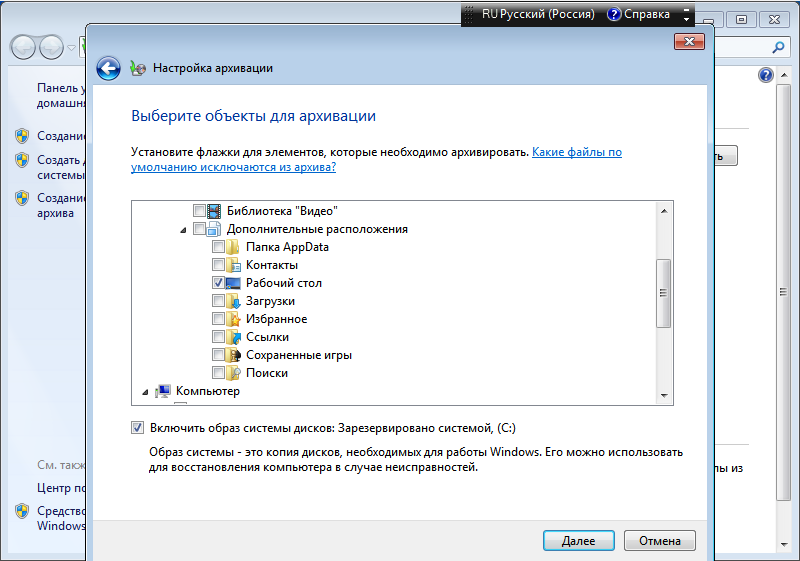 RU Русский (Россия) Справка
Панель у
домашня
Создани
Создать д
системы
Создани
архива
См. также
Центр по
Средство
Windows
Настройка архивации
Выберите объекты для архивации
Установите флажки для элементов, которые необходимо архивировать. Какие файлы по
умолчанию исключаются из архива?
Библиотека "Видео"
Дополнительные расположения
Папка AppData
Контакты
Рабочий стол
Загрузки
Избранное
Ссылки
Сохраненные игры
Поиски
Компьютер
Включить образ системы дисков: Зарезервировано системой, (C:)
Образ системы - это копия дисков, необходимых для работы Windows. Его можно использовать
для восстановления компьютера в случае неисправностей.
Далее
Отмена
ть
лы из